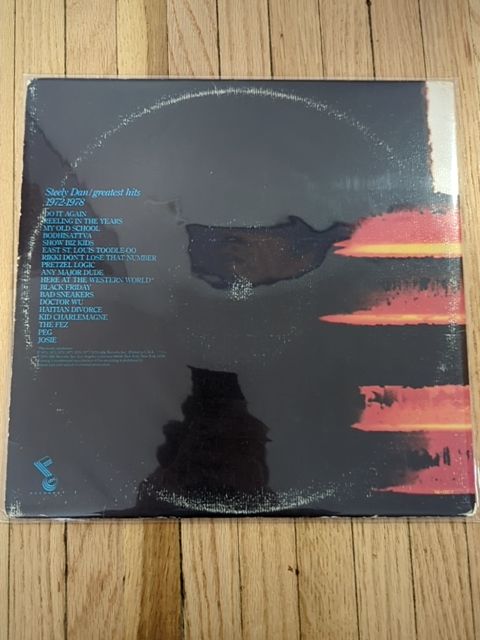 Steely Dan/greatest hits
1972-1978
DO IT AGAIN
REELING IN THE YEARS
MY OLD SCHOOL
BODHISATTVA
SHOW BIZ KIDS
EAST ST. LOUIS TOODLE-OO
RIKKI DON'T LOSE THAT NUMBER
PRETZEL LOGIC
ANY MAJOR DUDE
HERE AT THE WESTERN WORLD*
BLACK FRIDAY
BAD SNEAKERS
DOCTOR WU
HAITIAN DIVORCE
KID CHARLEMAGNE
THE FEZ
PEG
JOSIE